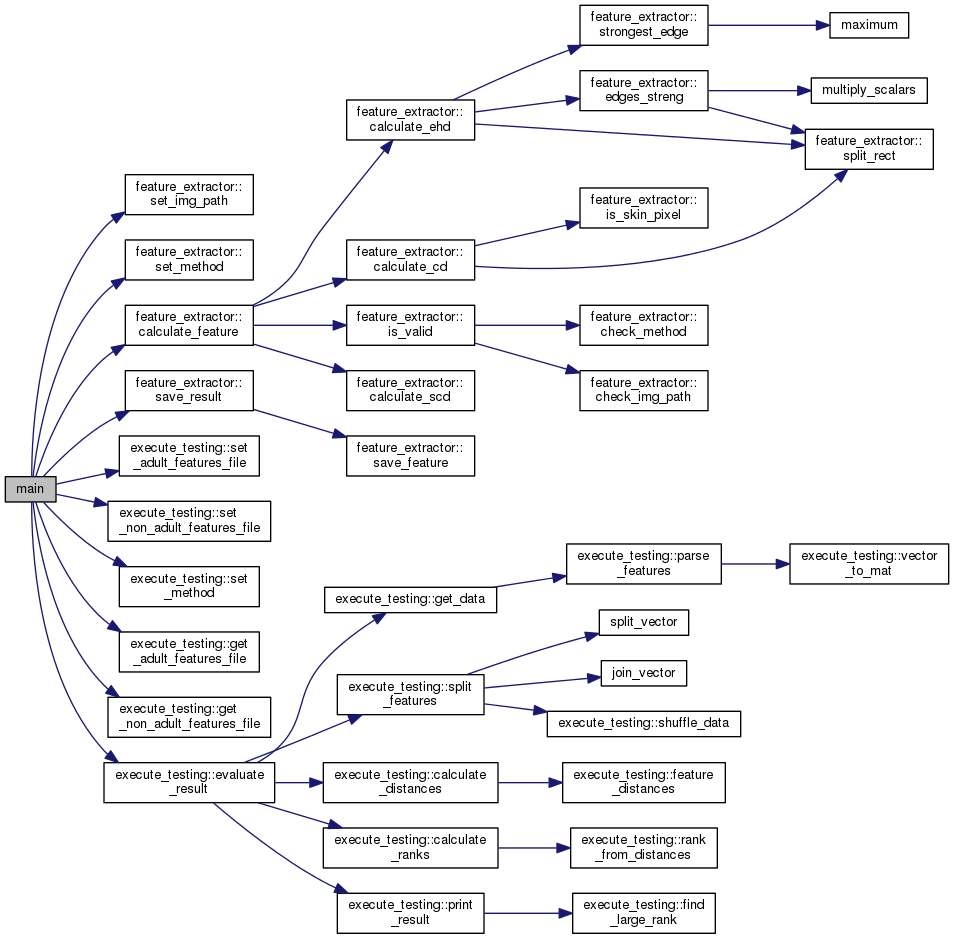 main
feature_extractor::
set_img_path
feature_extractor::
set_method
feature_extractor::
calculate_feature
feature_extractor::
save_result
execute_testing::set
_adult_features_file
execute_testing::set
_non_adult_features_file
execute_testing::set
_method
execute_testing::get
_adult_features_file
execute_testing::get
_non_adult_features_file
execute_testing::evaluate
_result
feature_extractor::
calculate_ehd
feature_extractor::
calculate_cd
feature_extractor::
is_valid
feature_extractor::
calculate_scd
feature_extractor::
save_feature
execute_testing::get_data
execute_testing::split
_features
execute_testing::calculate
_distances
execute_testing::calculate
_ranks
execute_testing::print
_result
feature_extractor::
strongest_edge
feature_extractor::
edges_streng
feature_extractor::
is_skin_pixel
feature_extractor::
check_method
feature_extractor::
check_img_path
execute_testing::parse
_features
split_vector
join_vector
execute_testing::shuffle_data
execute_testing::feature
_distances
execute_testing::rank
_from_distances
execute_testing::find
_large_rank
maximum
multiply_scalars
feature_extractor::
split_rect
execute_testing::vector
_to_mat